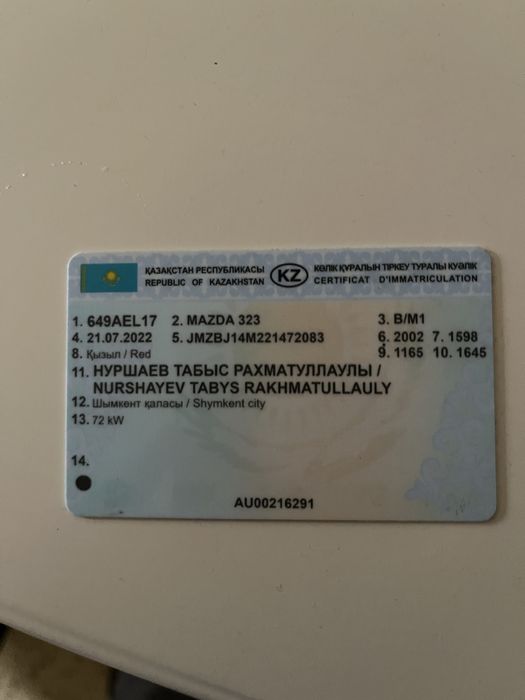 ҚАЗАҚСТАН РЕСПУБЛИКАСЫ
REPUBLIC OF KAZAKHSTAN
KZ
КӨЛІК ҚҰРАЛЫН ТІРКЕУ ТУРАЛЫ КУӘЛІК
CERTIFICAT D'IMMATRICULATION
1. 649AEL17 2. MAZDA 323 3. B/M1
4. 21.07.2022 5. JMZBJ14M221472083 6. 2002 7. 1598
8. Қызыл / Red 9. 1165 10. 1645
11. НУРШАЕВ ТАБЫС РАХМАТУЛЛАУЛЫ /
NURSHAYEV TABYS RAKHMATULLAULY
12. Шымкент қаласы / Shymkent city
13. 72 kW
14.
AU00216291